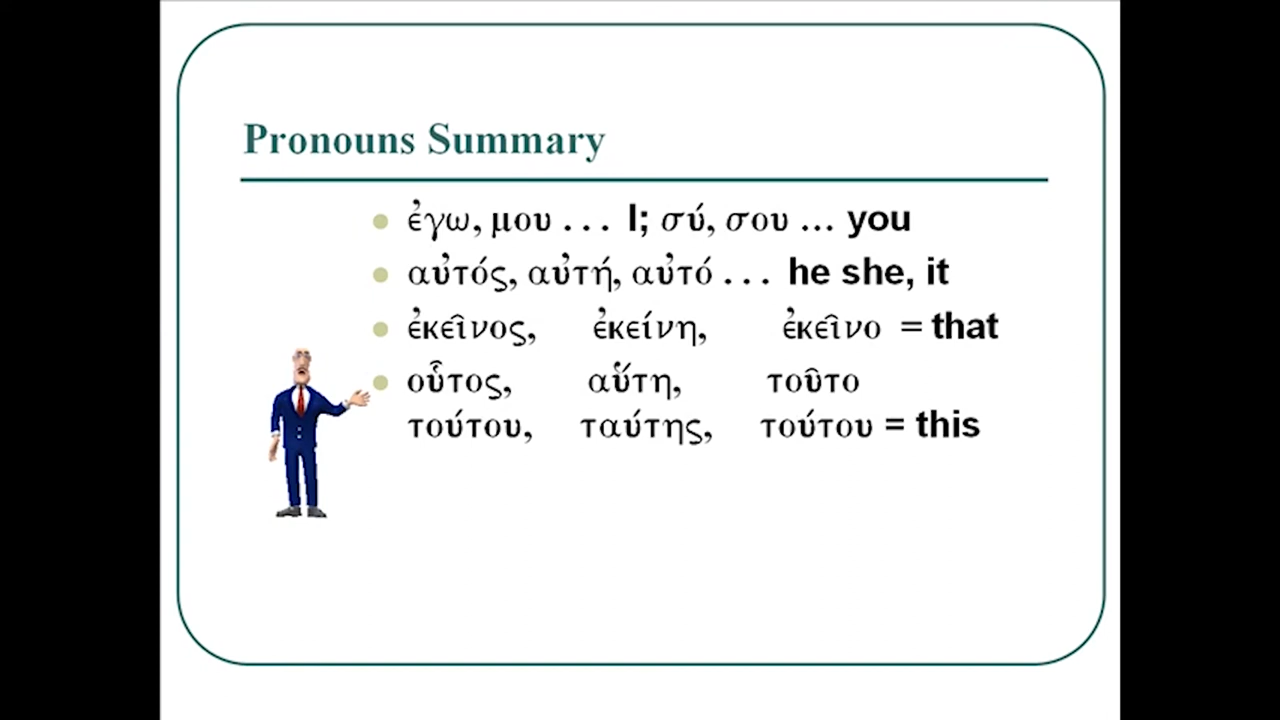 Pronouns Summary
ἐγω, μου . . . I; σύ, σου ... you
αὐτός, αὐτή, αὐτό . . . he she, it
ἐκεῖνος, ἐκείνη, ἐκεῖνο = that
οὗτος, αὕτη, τοῦτο
τούτου, ταύτης, τούτου = this